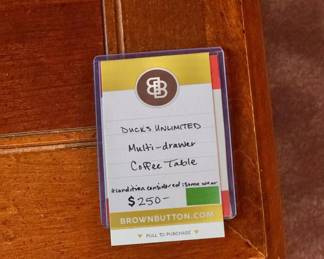 BB
DUCKS UNLIMITED
Multi-drawer
Coffee Table
*condition considered | some wear
$250-
BROWNBUTTON.COM
PULL TO PURCHASE